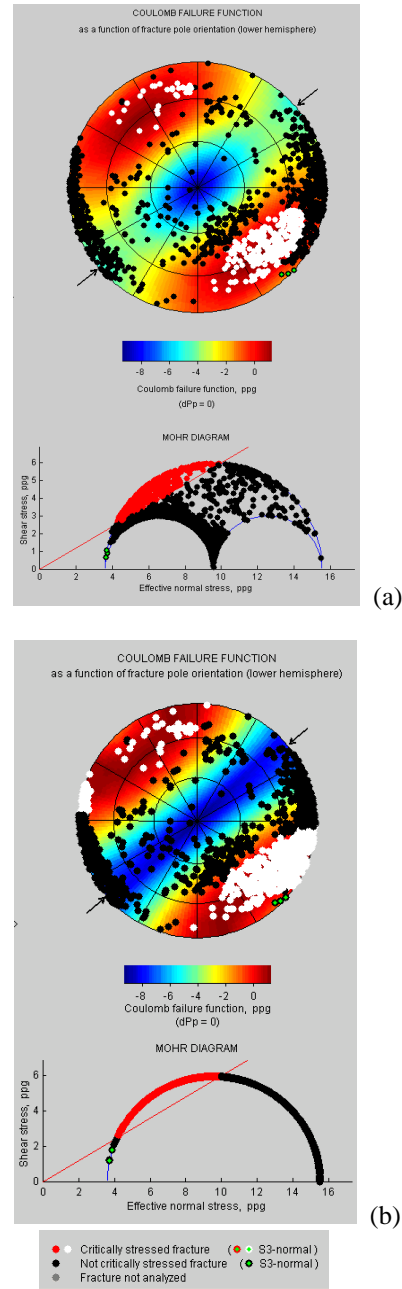 COULOMB FAILURE FUNCTION
as a function of fracture pole orientation (lower hemisphere)
-8 -6 -4 -2 0
Coulomb failure function, ppg
(dPp = 0)
MOHR DIAGRAM
Shear stress, ppg
6
5
4
3
2
1
0
0 2 4 6 8 10 12 14 16
Effective normal stress, ppg
(a)
COULOMB FAILURE FUNCTION
as a function of fracture pole orientation (lower hemisphere)
-8 -6 -4 -2 0
Coulomb failure function, ppg
(dPp = 0)
MOHR DIAGRAM
Shear stress, ppg
6
4
2
0
0 2 4 6 8 10 12 14 16
Effective normal stress, ppg
(b)
Critically stressed fracture ( S3-normal )
Not critically stressed fracture ( S3-normal )
Fracture not analyzed